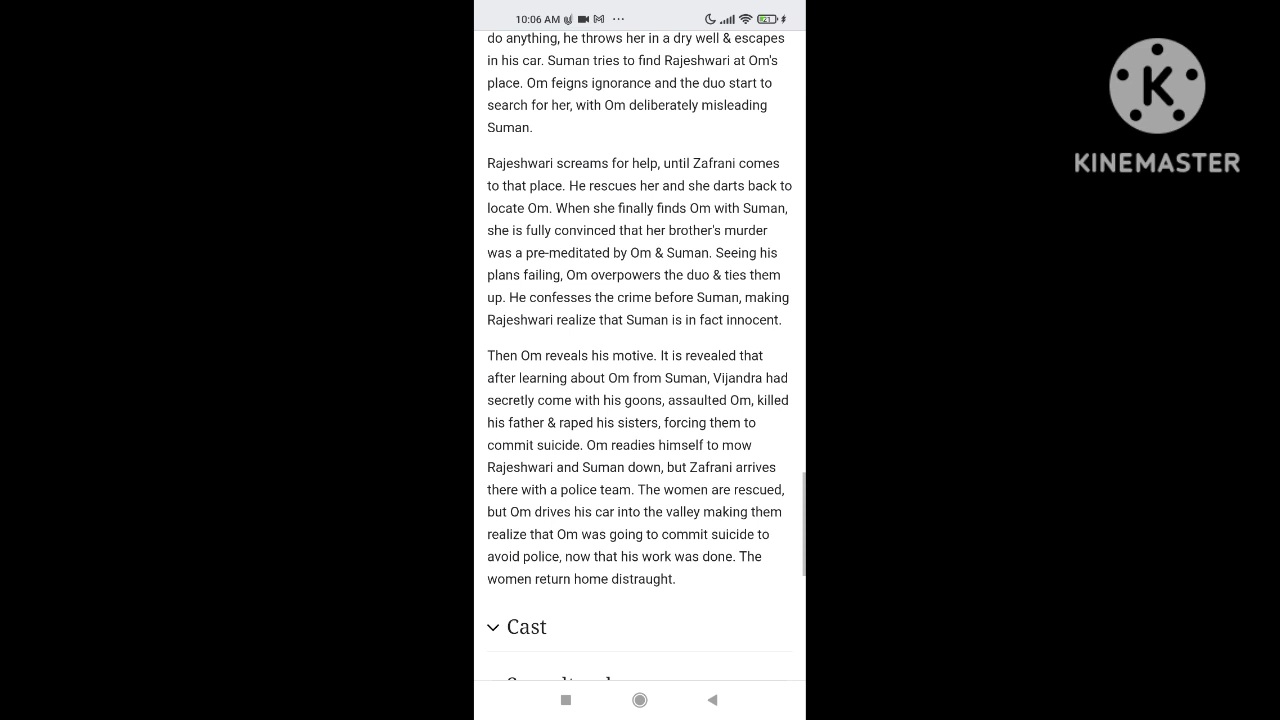 10:06 AM
21
do anything, he throws her in a dry well & escapes
in his car. Suman tries to find Rajeshwari at Om's
place. Om feigns ignorance and the duo start to
search for her, with Om deliberately misleading
Suman.
Rajeshwari screams for help, until Zafrani comes
to that place. He rescues her and she darts back to
locate Om. When she finally finds Om with Suman,
she is fully convinced that her brother's murder
was a pre-meditated by Om & Suman. Seeing his
plans failing, Om overpowers the duo & ties them
up. He confesses the crime before Suman, making
Rajeshwari realize that Suman is in fact innocent.
Then Om reveals his motive. It is revealed that
after learning about Om from Suman, Vijandra had
secretly come with his goons, assaulted Om, killed
his father & raped his sisters, forcing them to
commit suicide. Om readies himself to mow
Rajeshwari and Suman down, but Zafrani arrives
there with a police team. The women are rescued,
but Om drives his car into the valley making them
realize that Om was going to commit suicide to
avoid police, now that his work was done. The
women return home distraught.
Cast
K
KINEMASTER